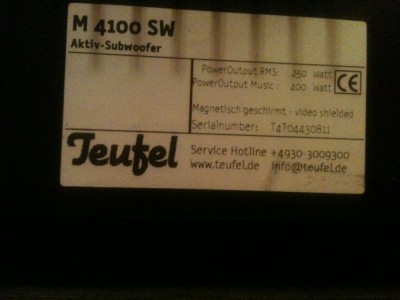 M 4100 SW
Aktiv-Subwoofer
PowerOutput RMS: 250 Watt
PowerOutput Music: 400 Watt
CE
Magnetisch geschirmt - video shielded
Serialnumber: T4T04430811
Teufel
Service Hotline +4930-3009300
www.teufel.de info@teufel.de